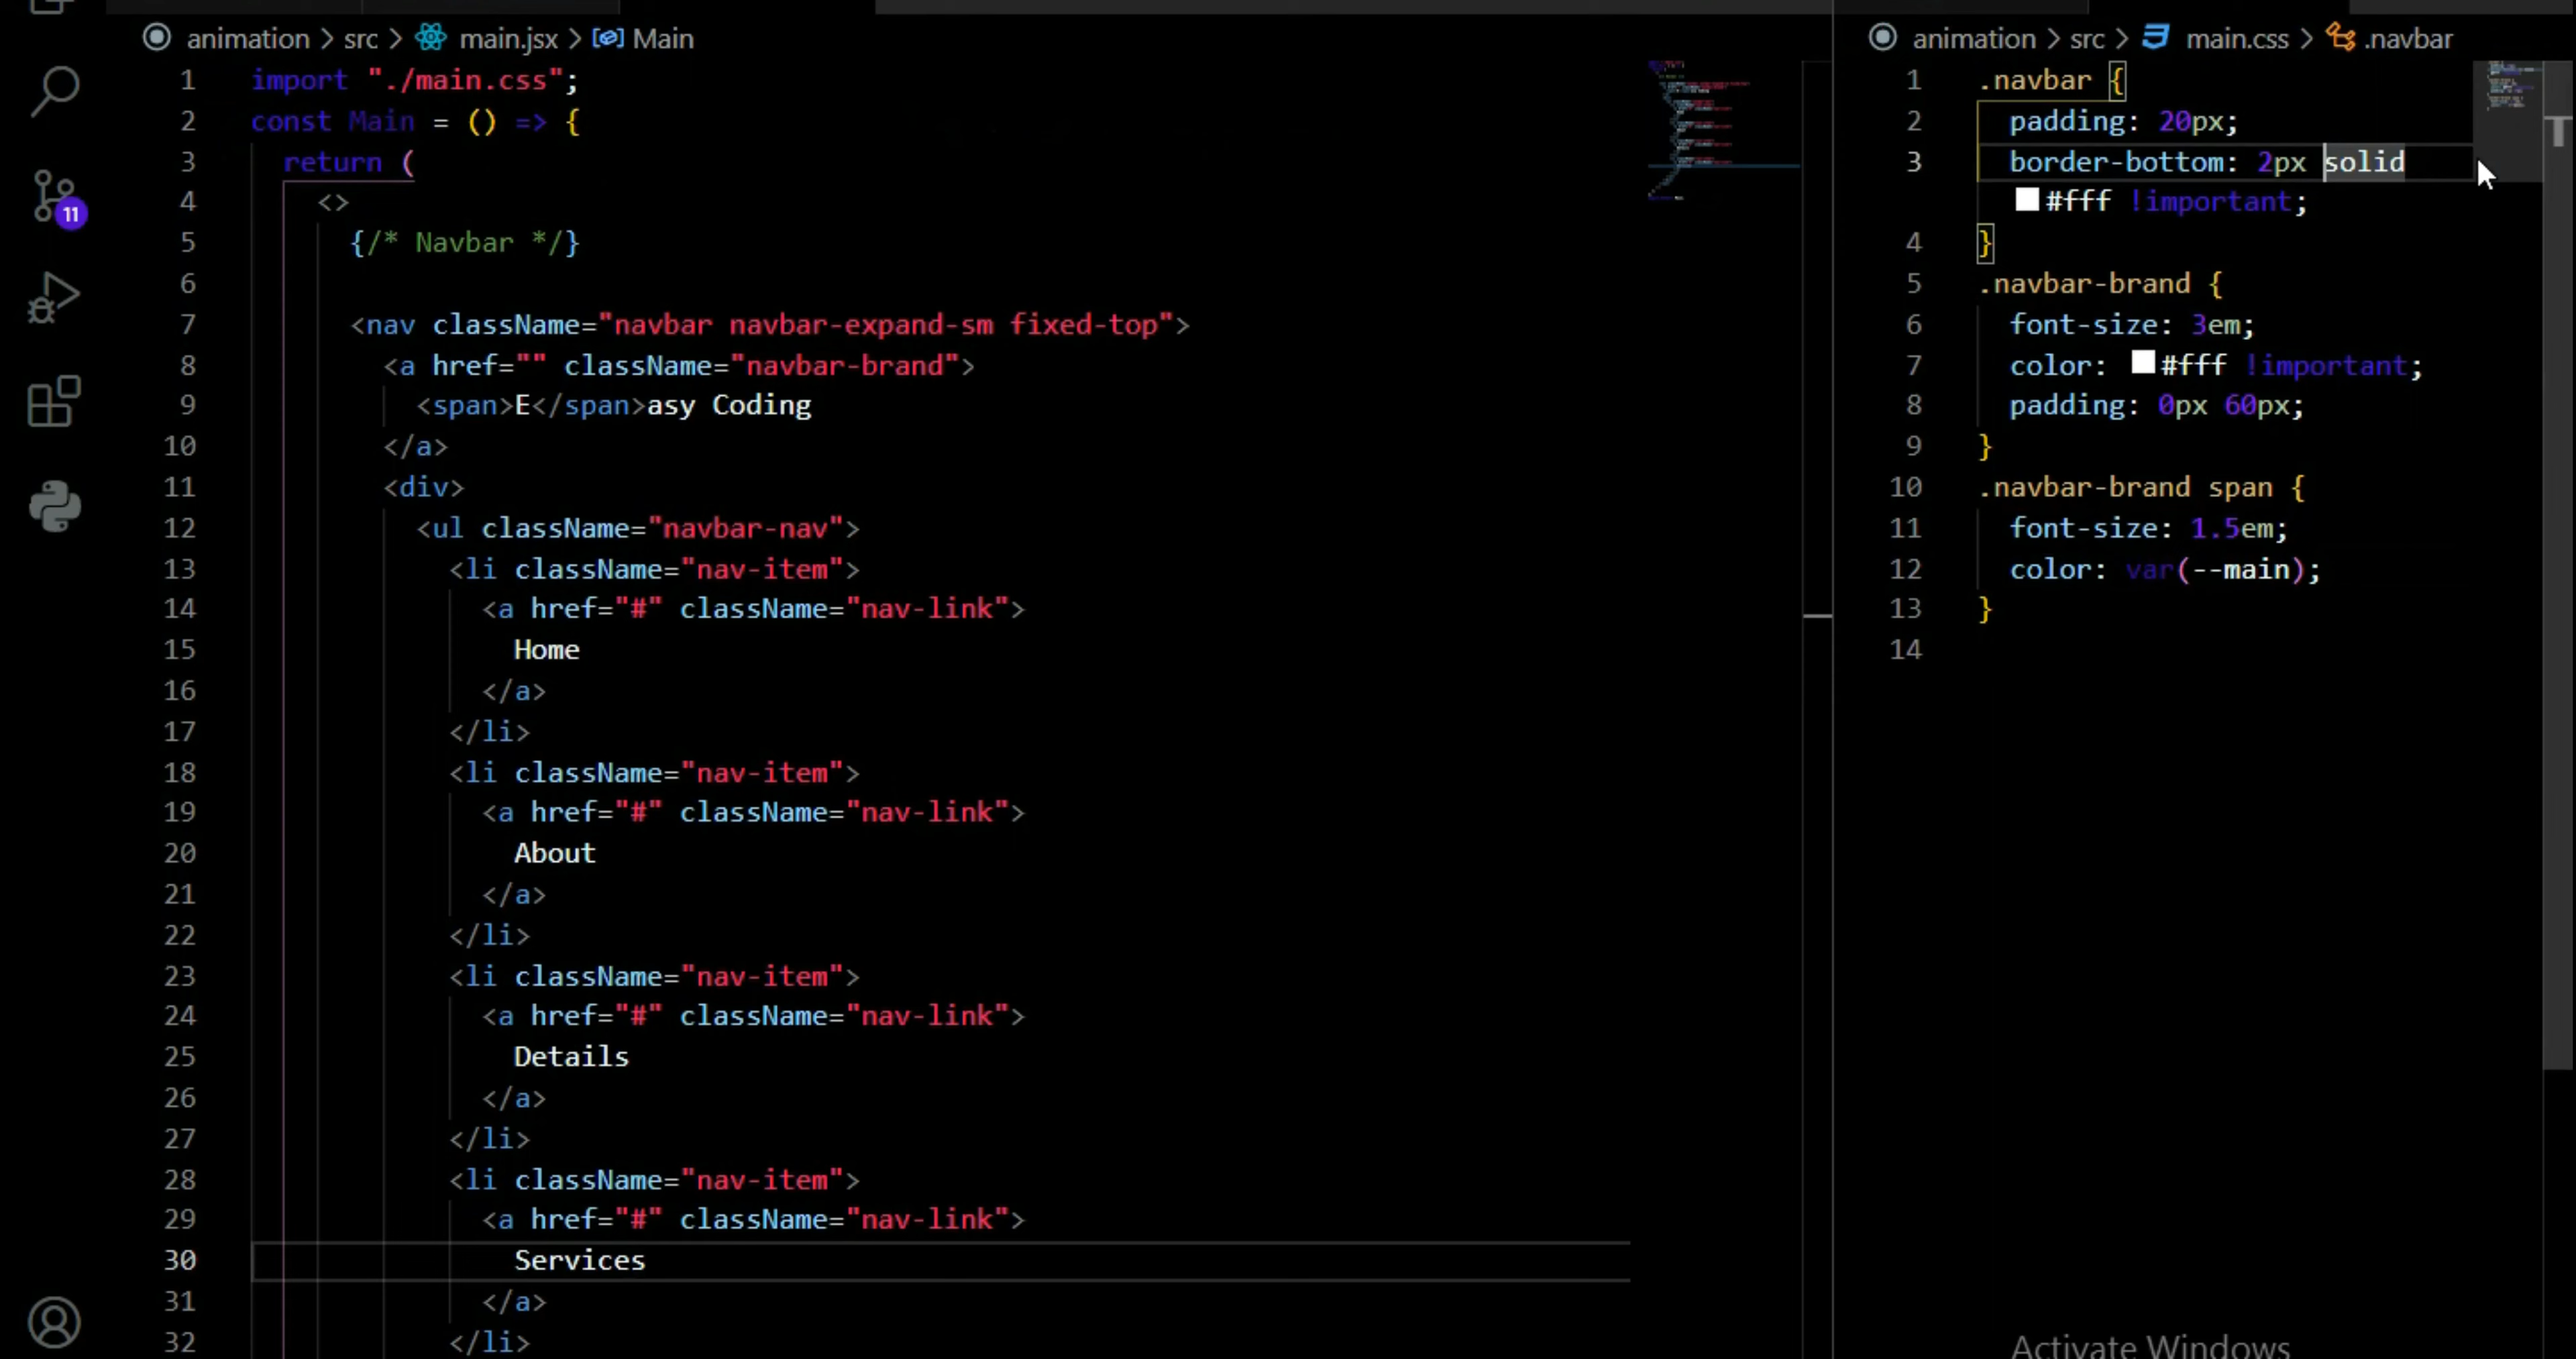 animation > src > main.jsx > Main
1 import "./main.css";
2 const Main = () => {
3 return (
4 <>
5 {/* Navbar */}
6
7 <nav className="navbar navbar-expand-sm fixed-top">
8 <a href="" className="navbar-brand">
9 <span>E</span>asy Coding
10 </a>
11 <div>
12 <ul className="navbar-nav">
13 <li className="nav-item">
14 <a href="#" className="nav-link">
15 Home
16 </a>
17 </li>
18 <li className="nav-item">
19 <a href="#" className="nav-link">
20 About
21 </a>
22 </li>
23 <li className="nav-item">
24 <a href="#" className="nav-link">
25 Details
26 </a>
27 </li>
28 <li className="nav-item">
29 <a href="#" className="nav-link">
30 Services
31 </a>
32 </li>
11
animation > src > main.css > .navbar
1 .navbar {
2 padding: 20px;
3 border-bottom: 2px solid
#fff !important;
4 }
5 .navbar-brand {
6 font-size: 3em;
7 color: #fff !important;
8 padding: 0px 60px;
9 }
10 .navbar-brand span {
11 font-size: 1.5em;
12 color: var(--main);
13 }
14
Activate Windows